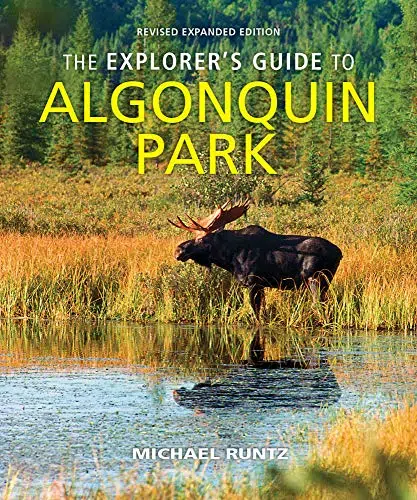 REVISED EXPANDED EDITION
THE EXPLORER'S GUIDE TO
ALGONQUIN
PARK
MICHAEL RUNTZ